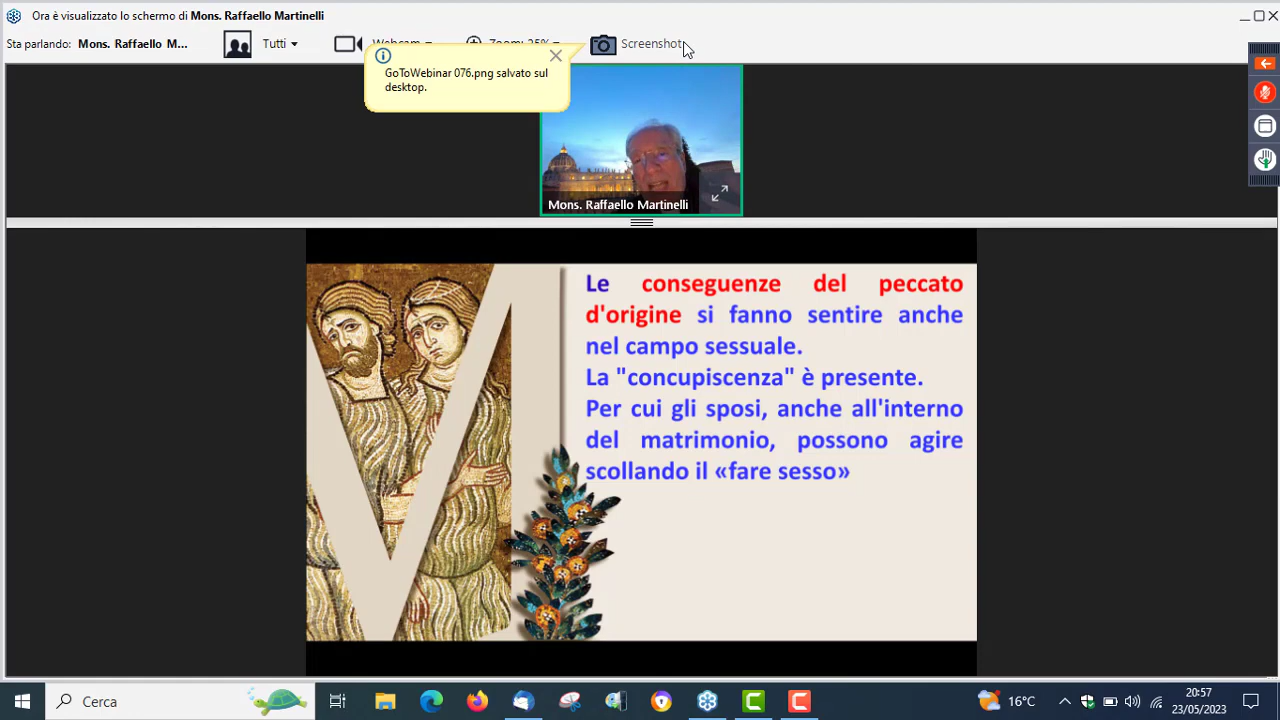 Ora è visualizzato lo schermo di Mons. Raffaello Martinelli
Sta parlando: Mons. Raffaello M...
Tutti
Zoom: 25%
Screenshot
GoToWebinar 076.png salvato sul
desktop.
Mons. Raffaello Martinelli
Le conseguenze del peccato
d'origine si fanno sentire anche
nel campo sessuale.
La "concupiscenza" è presente.
Per cui gli sposi, anche all'interno
del matrimonio, possono agire
scollando il «fare sesso»
Cerca
16°C
20:57
23/05/2023